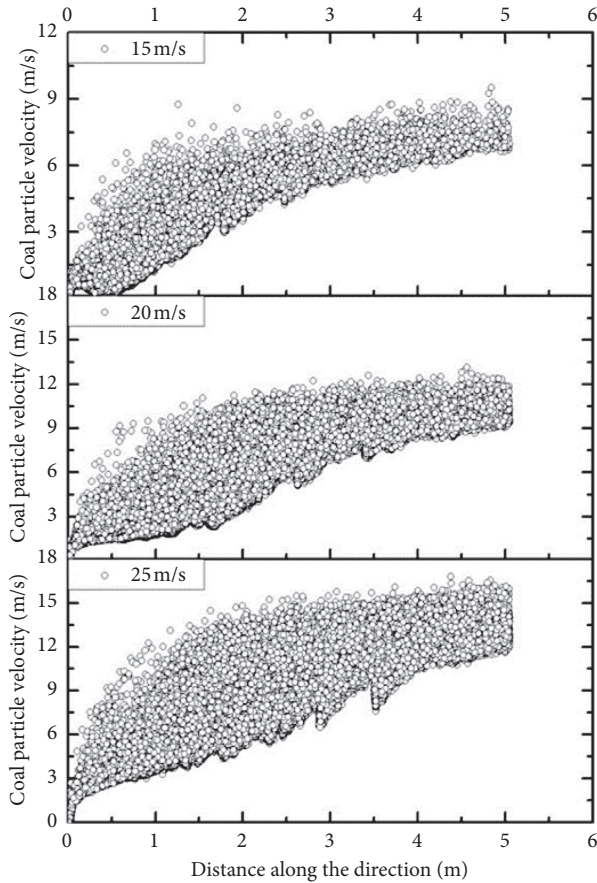 0 1 2 3 4 5 6
12
15 m/s
9
6
3
Coal particle velocity (m/s)
18
20 m/s
15
12
9
6
3
Coal particle velocity (m/s)
18
25 m/s
15
12
9
6
3
0
Coal particle velocity (m/s)
0 1 2 3 4 5 6
Distance along the direction (m)